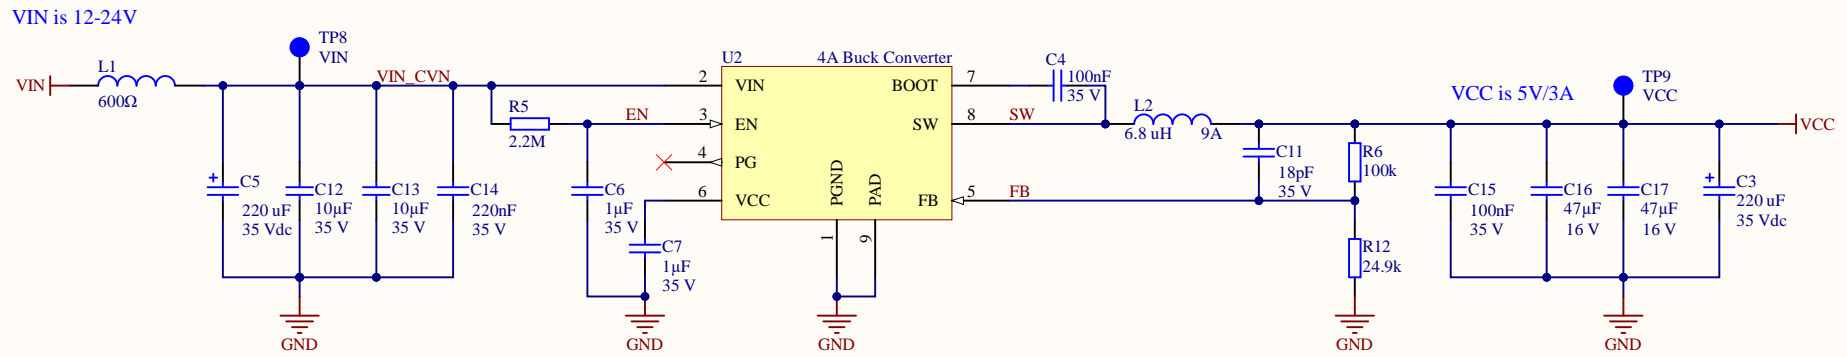 VIN is 12-24V
TP8
VIN
VIN
L1
600Ω
VIN_CVN
R5
2.2M
EN
C5
220 uF
35 Vdc
C12
10µF
35 V
C13
10µF
35 V
C14
220nF
35 V
GND
C6
1µF
35 V
C7
1µF
35 V
GND
U2
4A Buck Converter
2
VIN
3
EN
4
PG
6
VCC
BOOT
7
SW
8
FB
5
PGND
PAD
1
9
GND
C4
100nF
35 V
SW
L2
6.8 uH
9A
FB
C11
18pF
35 V
R6
100k
R12
24.9k
GND
VCC is 5V/3A
TP9
VCC
VCC
C15
100nF
35 V
C16
47µF
16 V
C17
47µF
16 V
C3
220 uF
35 Vdc
GND